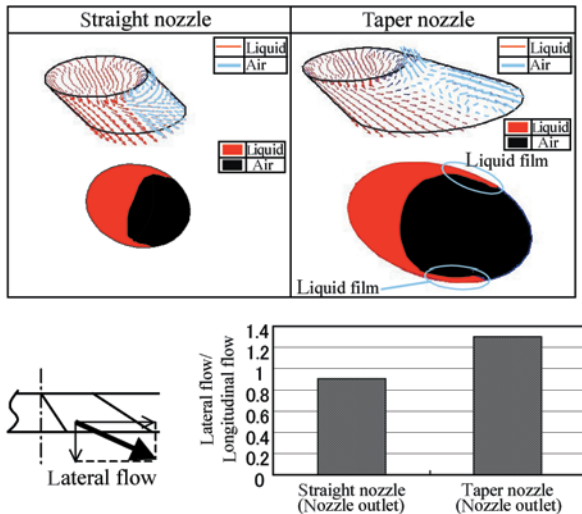 Straight nozzle
Taper nozzle
Liquid
Air
Liquid
Air
Liquid
Air
Liquid
Air
Liquid film
Liquid film
Lateral flow
Lateral flow/
Longitudinal flow
1.4
1.2
1
0.8
0.6
0.4
0.2
0
Straight nozzle
(Nozzle outlet)
Taper nozzle
(Nozzle outlet)